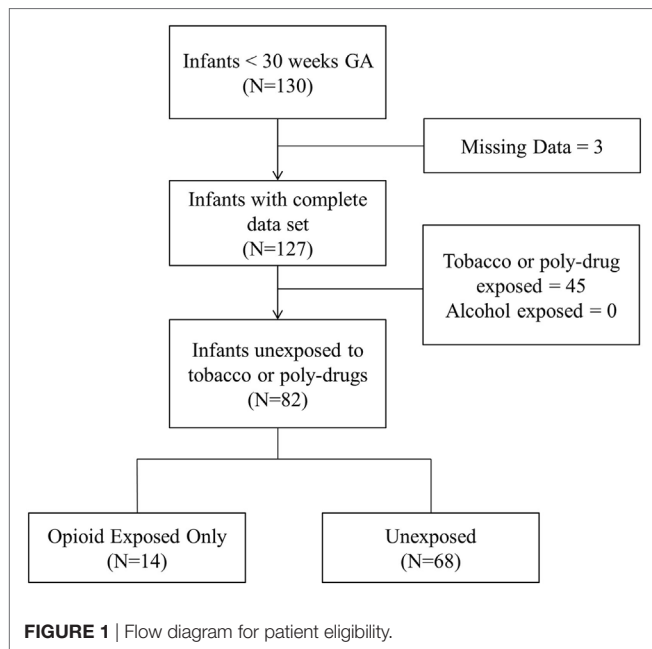 Infants < 30 weeks GA
(N=130)
Missing Data = 3
Infants with complete
data set
(N=127)
Tobacco or poly-drug
exposed = 45
Alcohol exposed = 0
Infants unexposed to
tobacco or poly-drugs
(N=82)
Opioid Exposed Only
(N=14)
Unexposed
(N=68)
FIGURE 1 | Flow diagram for patient eligibility.